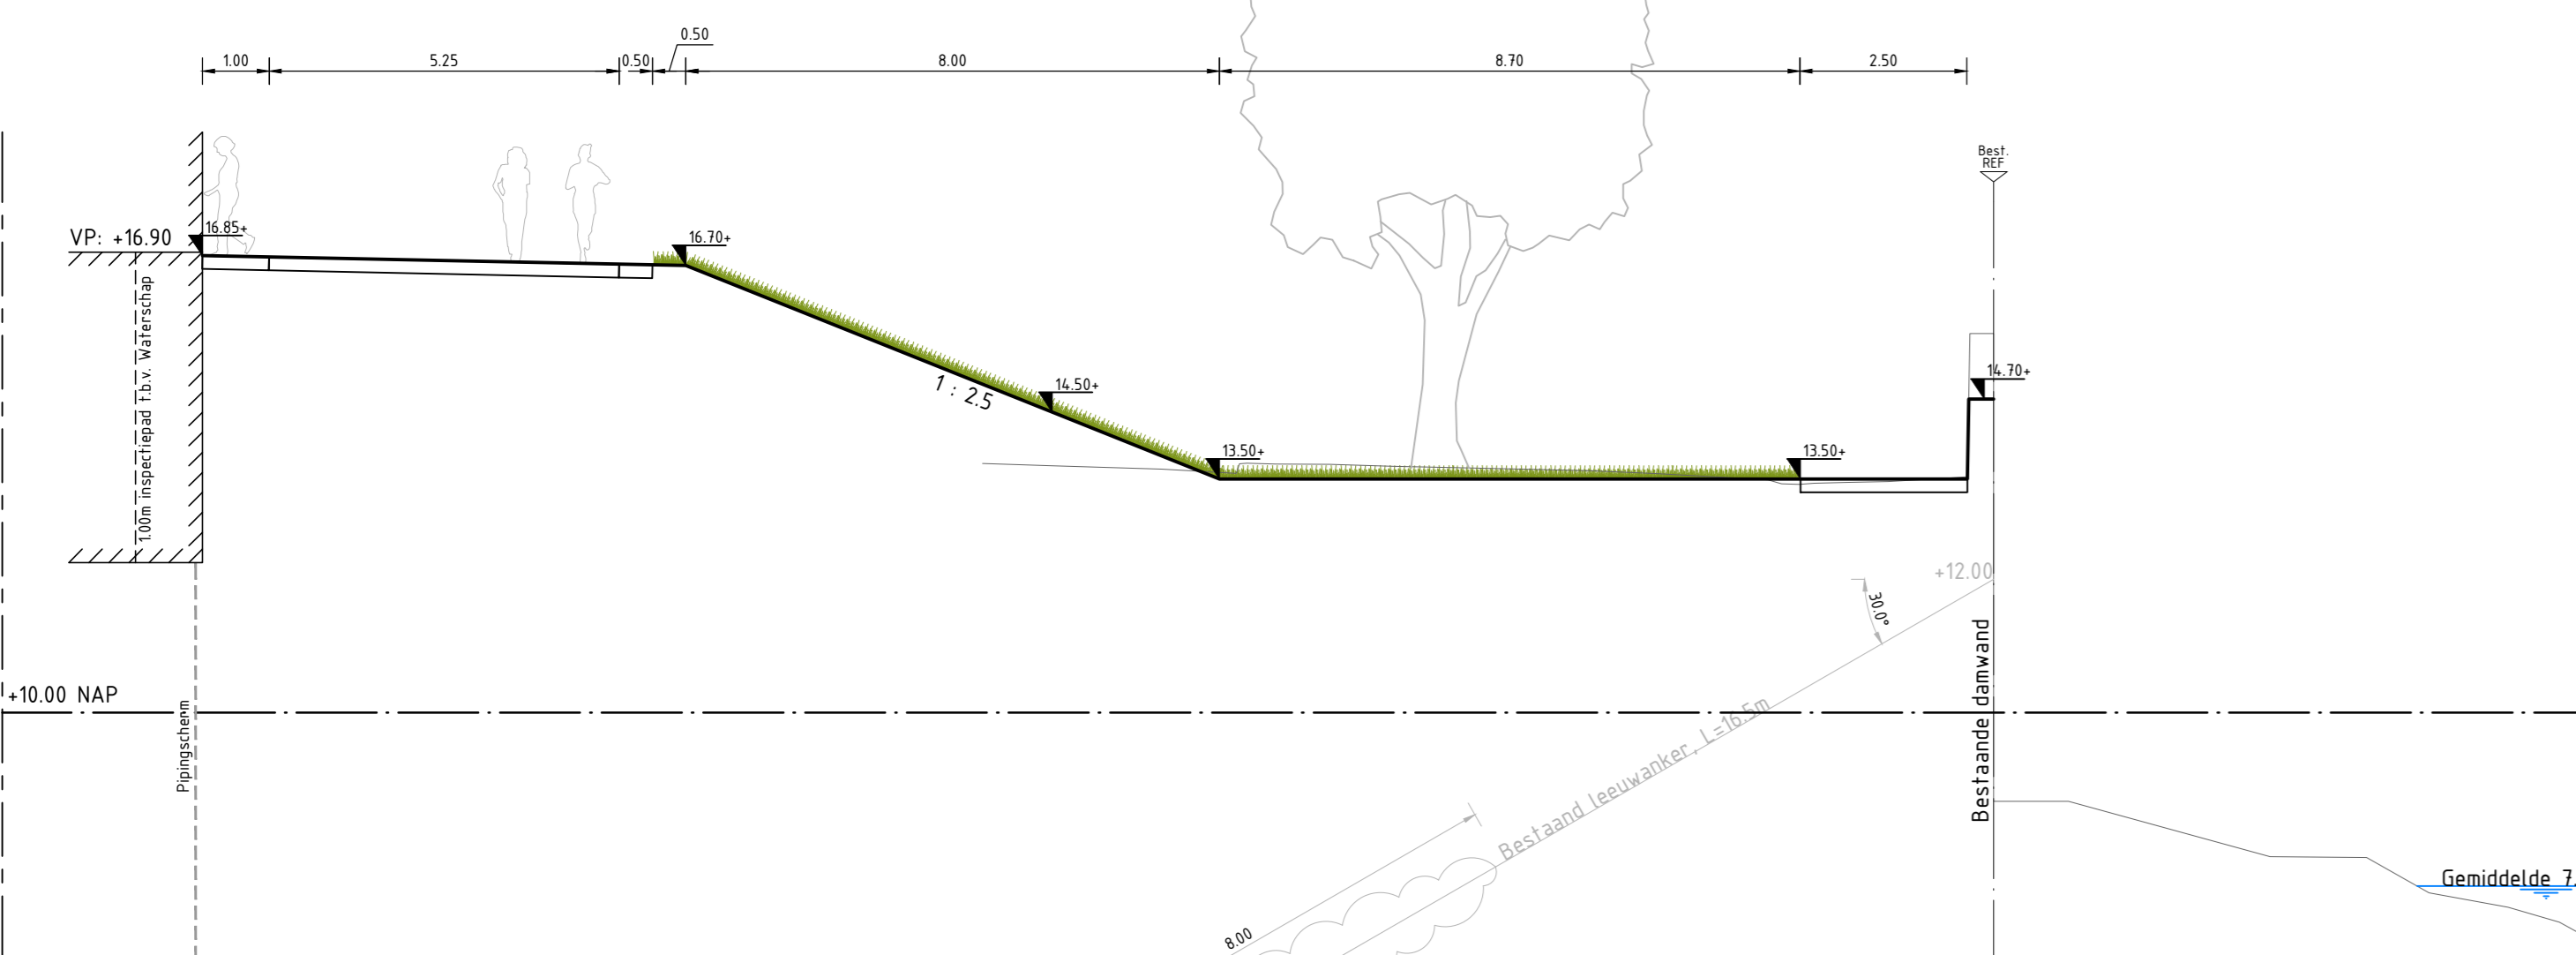 0.50
1.00
5.25
0.50
8.00
8.70
2.50
Best.
REF
VP: +16.90
16.85+
16.70+
1.00m inspectiepad t.b.v. Waterschap
1 : 2.5
14.50+
14.70+
13.50+
13.50+
+12.00
30.0°
+10.00 NAP
Pipingscherm
Bestaande damwand
Bestaand leeuwanker, L=16.5m
8.00
Gemiddelde 7.